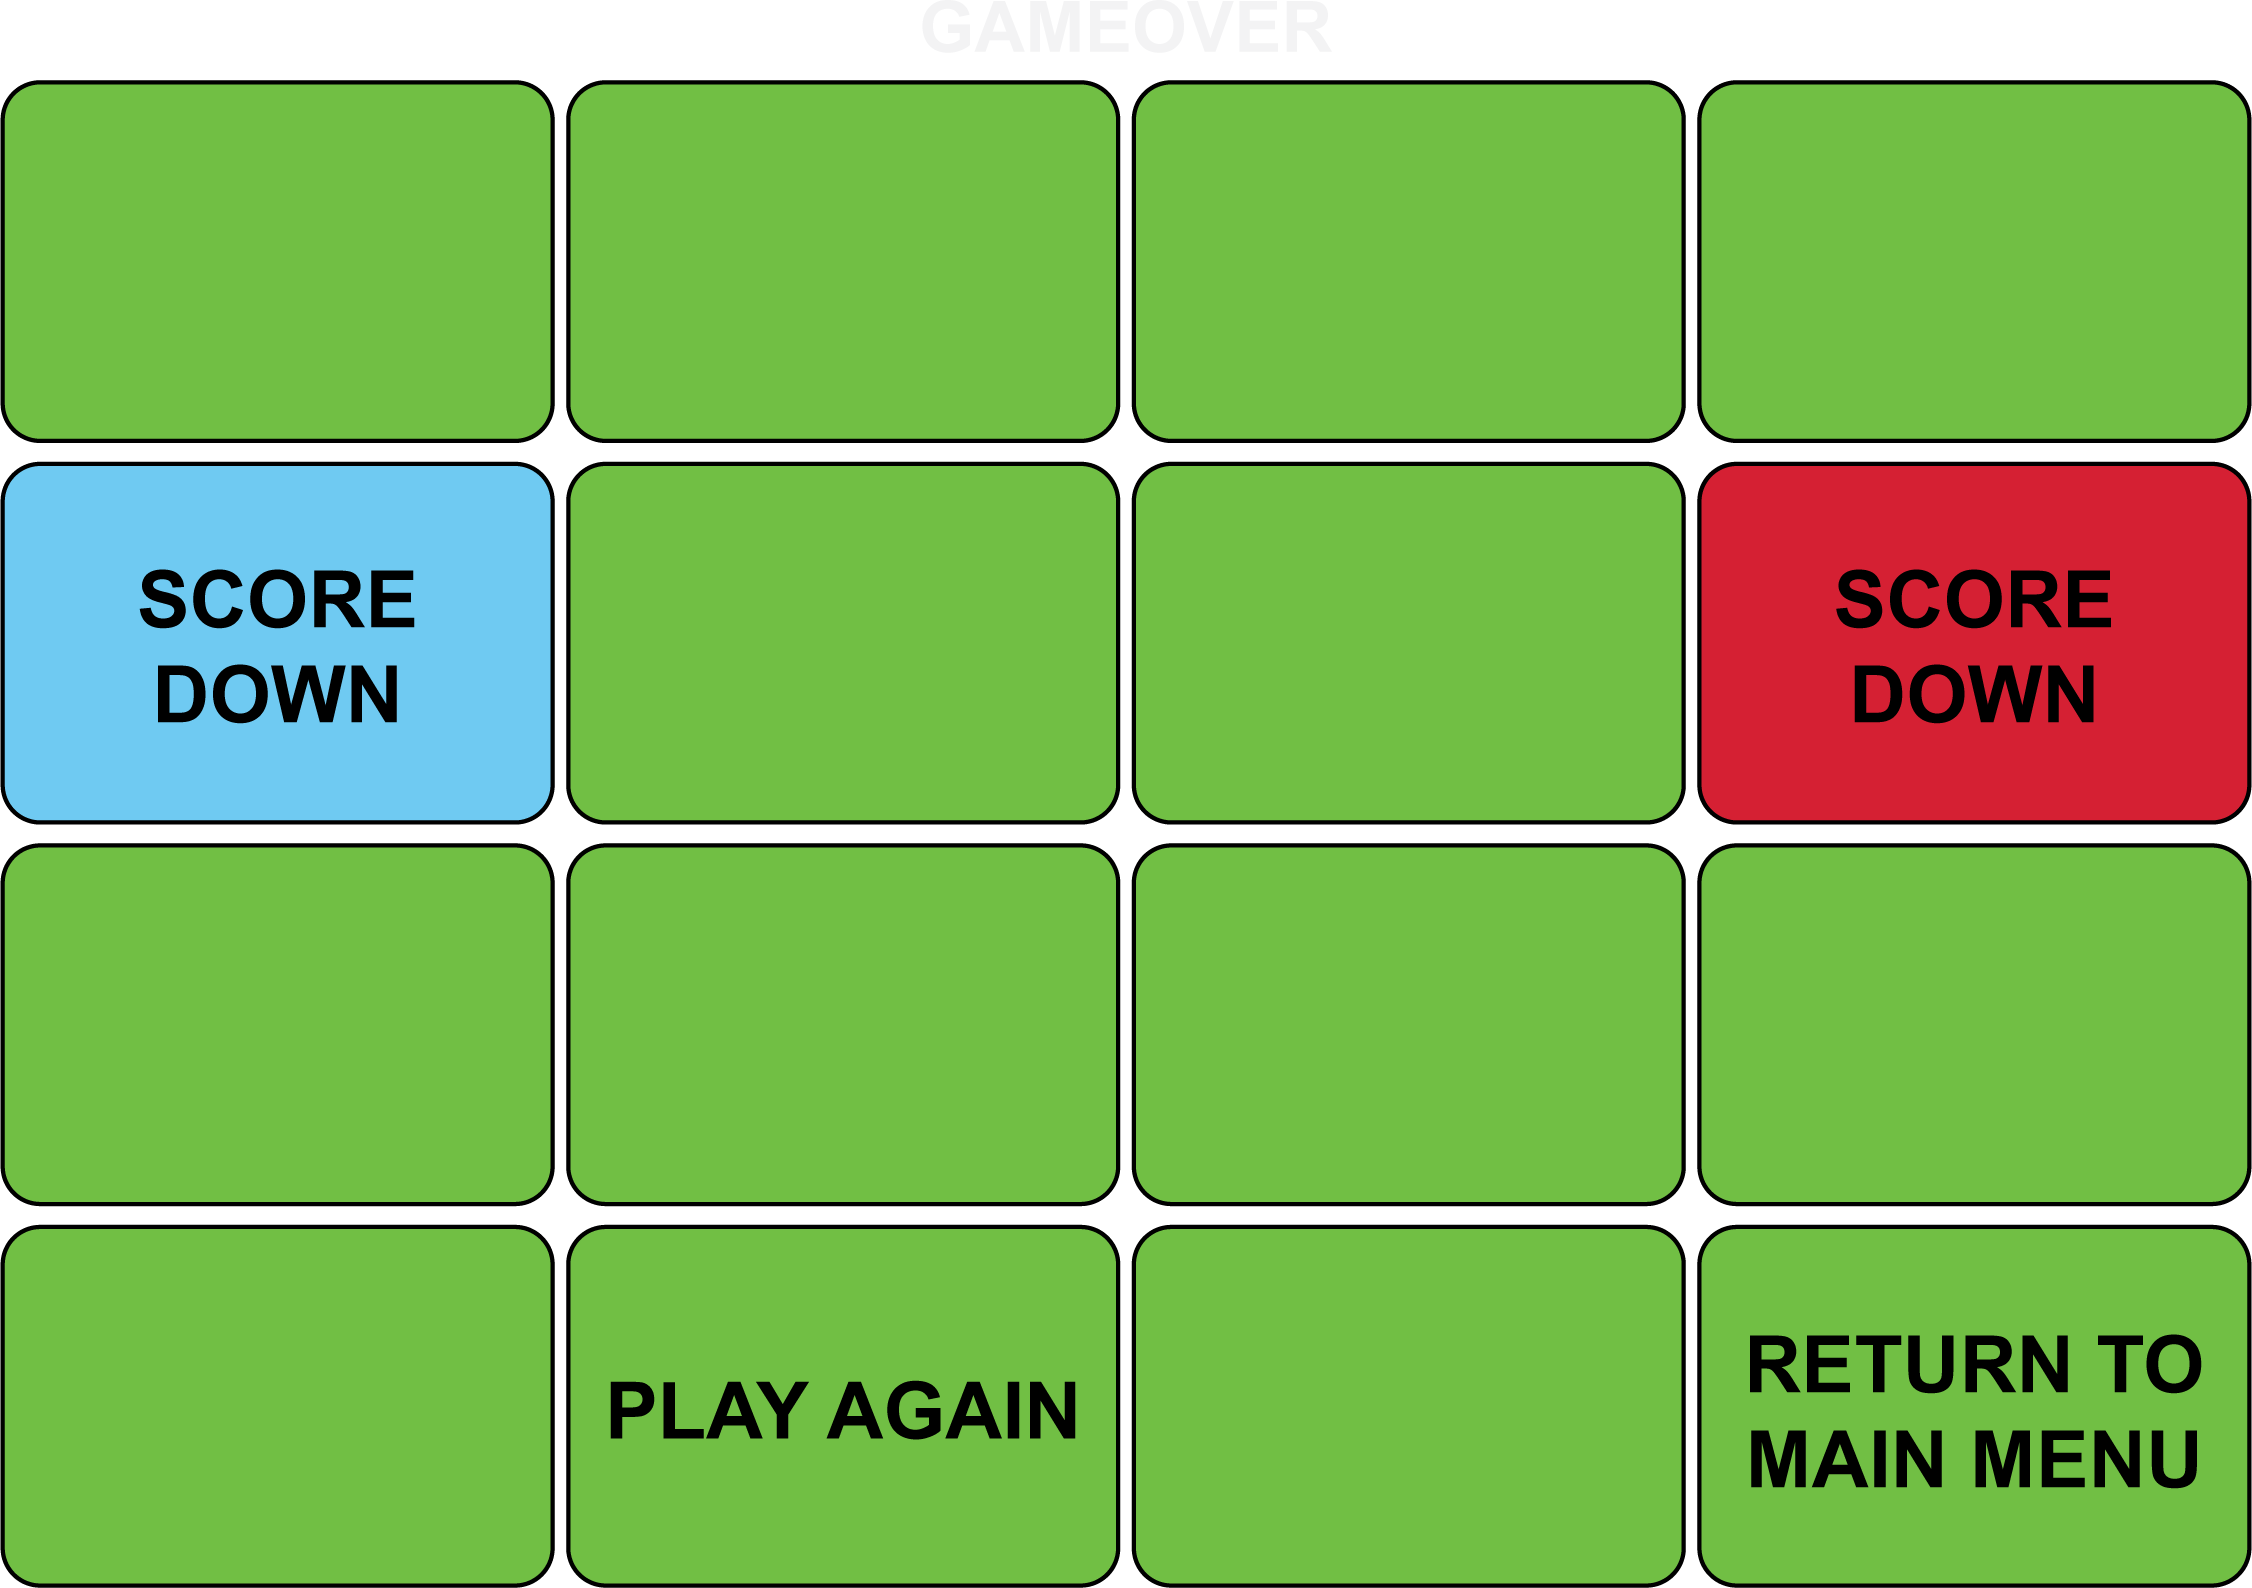 GAMEOVER
SCORE
DOWN
SCORE
DOWN
PLAY AGAIN
RETURN TO
MAIN MENU